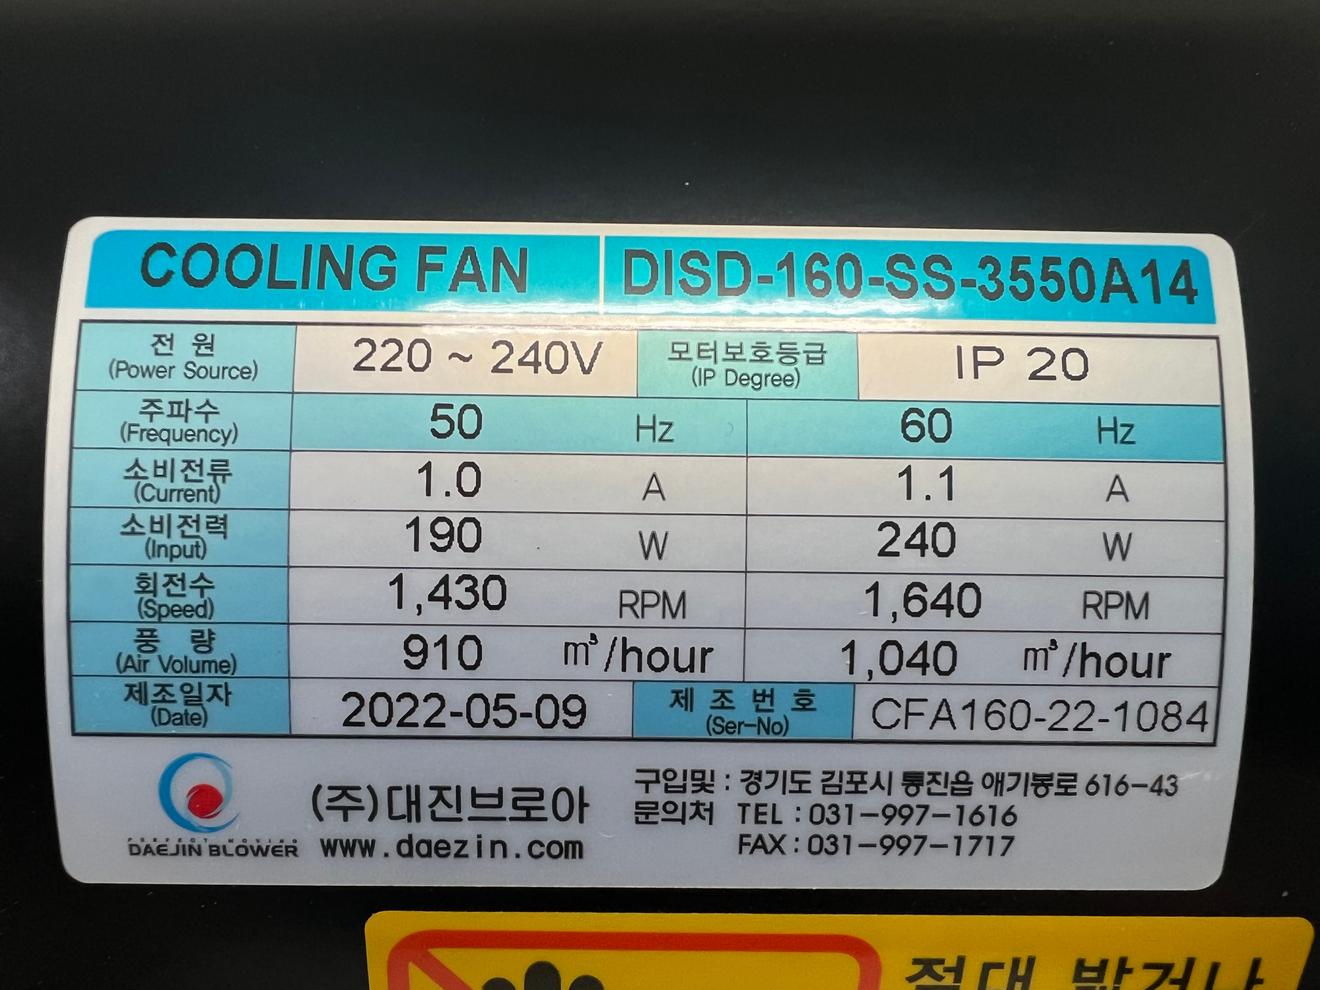 COOLING FAN DISD-160-SS-3550A14
전 원 (Power Source) 220 ~ 240V 모터보호등급 (IP Degree) IP 20
주파수 (Frequency) 50 Hz 60 Hz
소비전류 (Current) 1.0 A 1.1 A
소비전력 (Input) 190 W 240 W
회전수 (Speed) 1,430 RPM 1,640 RPM
풍 량 (Air Volume) 910 m³/hour 1,040 m³/hour
제조일자 (Date) 2022-05-09 제 조 번 호 (Ser-No) CFA160-22-1084
PERFECT MOVING
DAEJIN BLOWER
(주)대진브로아
www.daezin.com
구입및 : 경기도 김포시 통진읍 애기봉로 616-43
문의처 TEL : 031-997-1616
FAX : 031-997-1717
절대